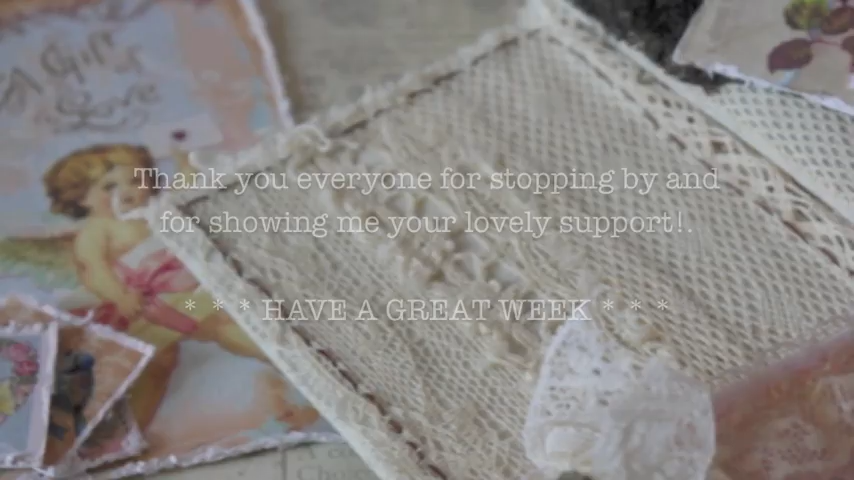 A Gift
of
Love
Thank you everyone for stopping by and
for showing me your lovely support!.
* * * HAVE A GREAT WEEK * * *